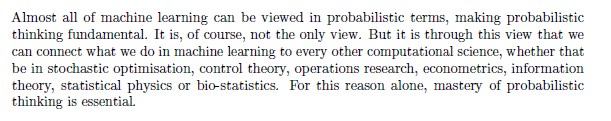 Almost all of machine learning can be viewed in probabilistic terms, making probabilistic
thinking fundamental. It is, of course, not the only view. But it is through this view that we
can connect what we do in machine learning to every other computational science, whether that
be in stochastic optimisation, control theory, operations research, econometrics, information
theory, statistical physics or bio-statistics. For this reason alone, mastery of probabilistic
thinking is essential.